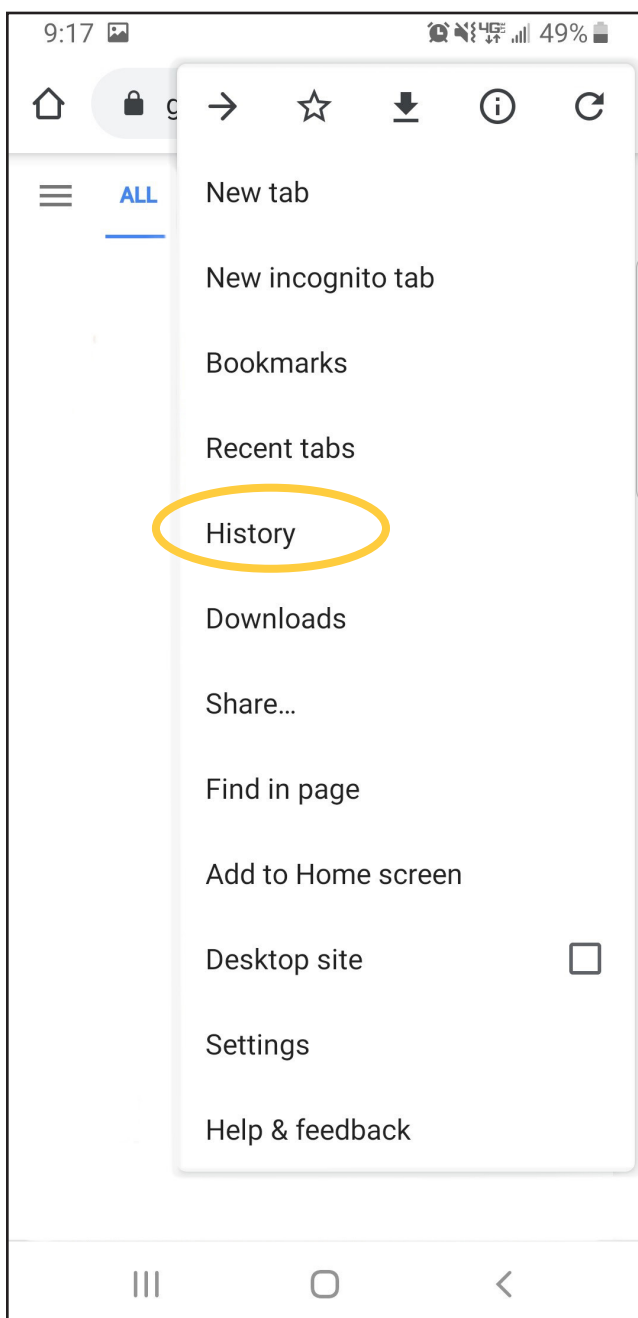 9:17 4GE 49%
g
ALL
New tab
New incognito tab
Bookmarks
Recent tabs
History
Downloads
Share...
Find in page
Add to Home screen
Desktop site
Settings
Help & feedback